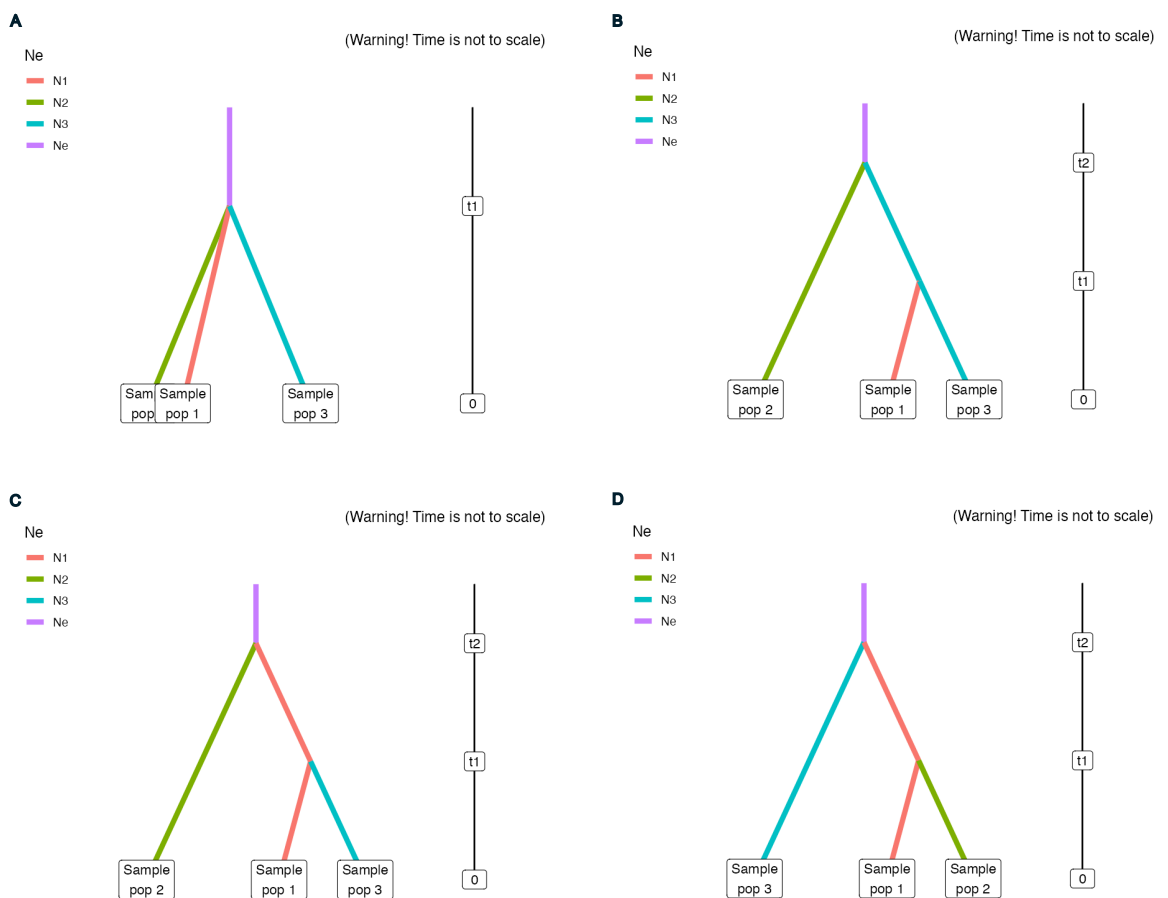 A
(Warning! Time is not to scale)
Ne
N1
N2
N3
Ne
t1
0
Sam
pop
Sample
pop 1
Sample
pop 3
B
(Warning! Time is not to scale)
Ne
N1
N2
N3
Ne
t2
t1
0
Sample
pop 2
Sample
pop 1
Sample
pop 3
C
(Warning! Time is not to scale)
Ne
N1
N2
N3
Ne
t2
t1
0
Sample
pop 2
Sample
pop 1
Sample
pop 3
D
(Warning! Time is not to scale)
Ne
N1
N2
N3
Ne
t2
t1
0
Sample
pop 3
Sample
pop 1
Sample
pop 2